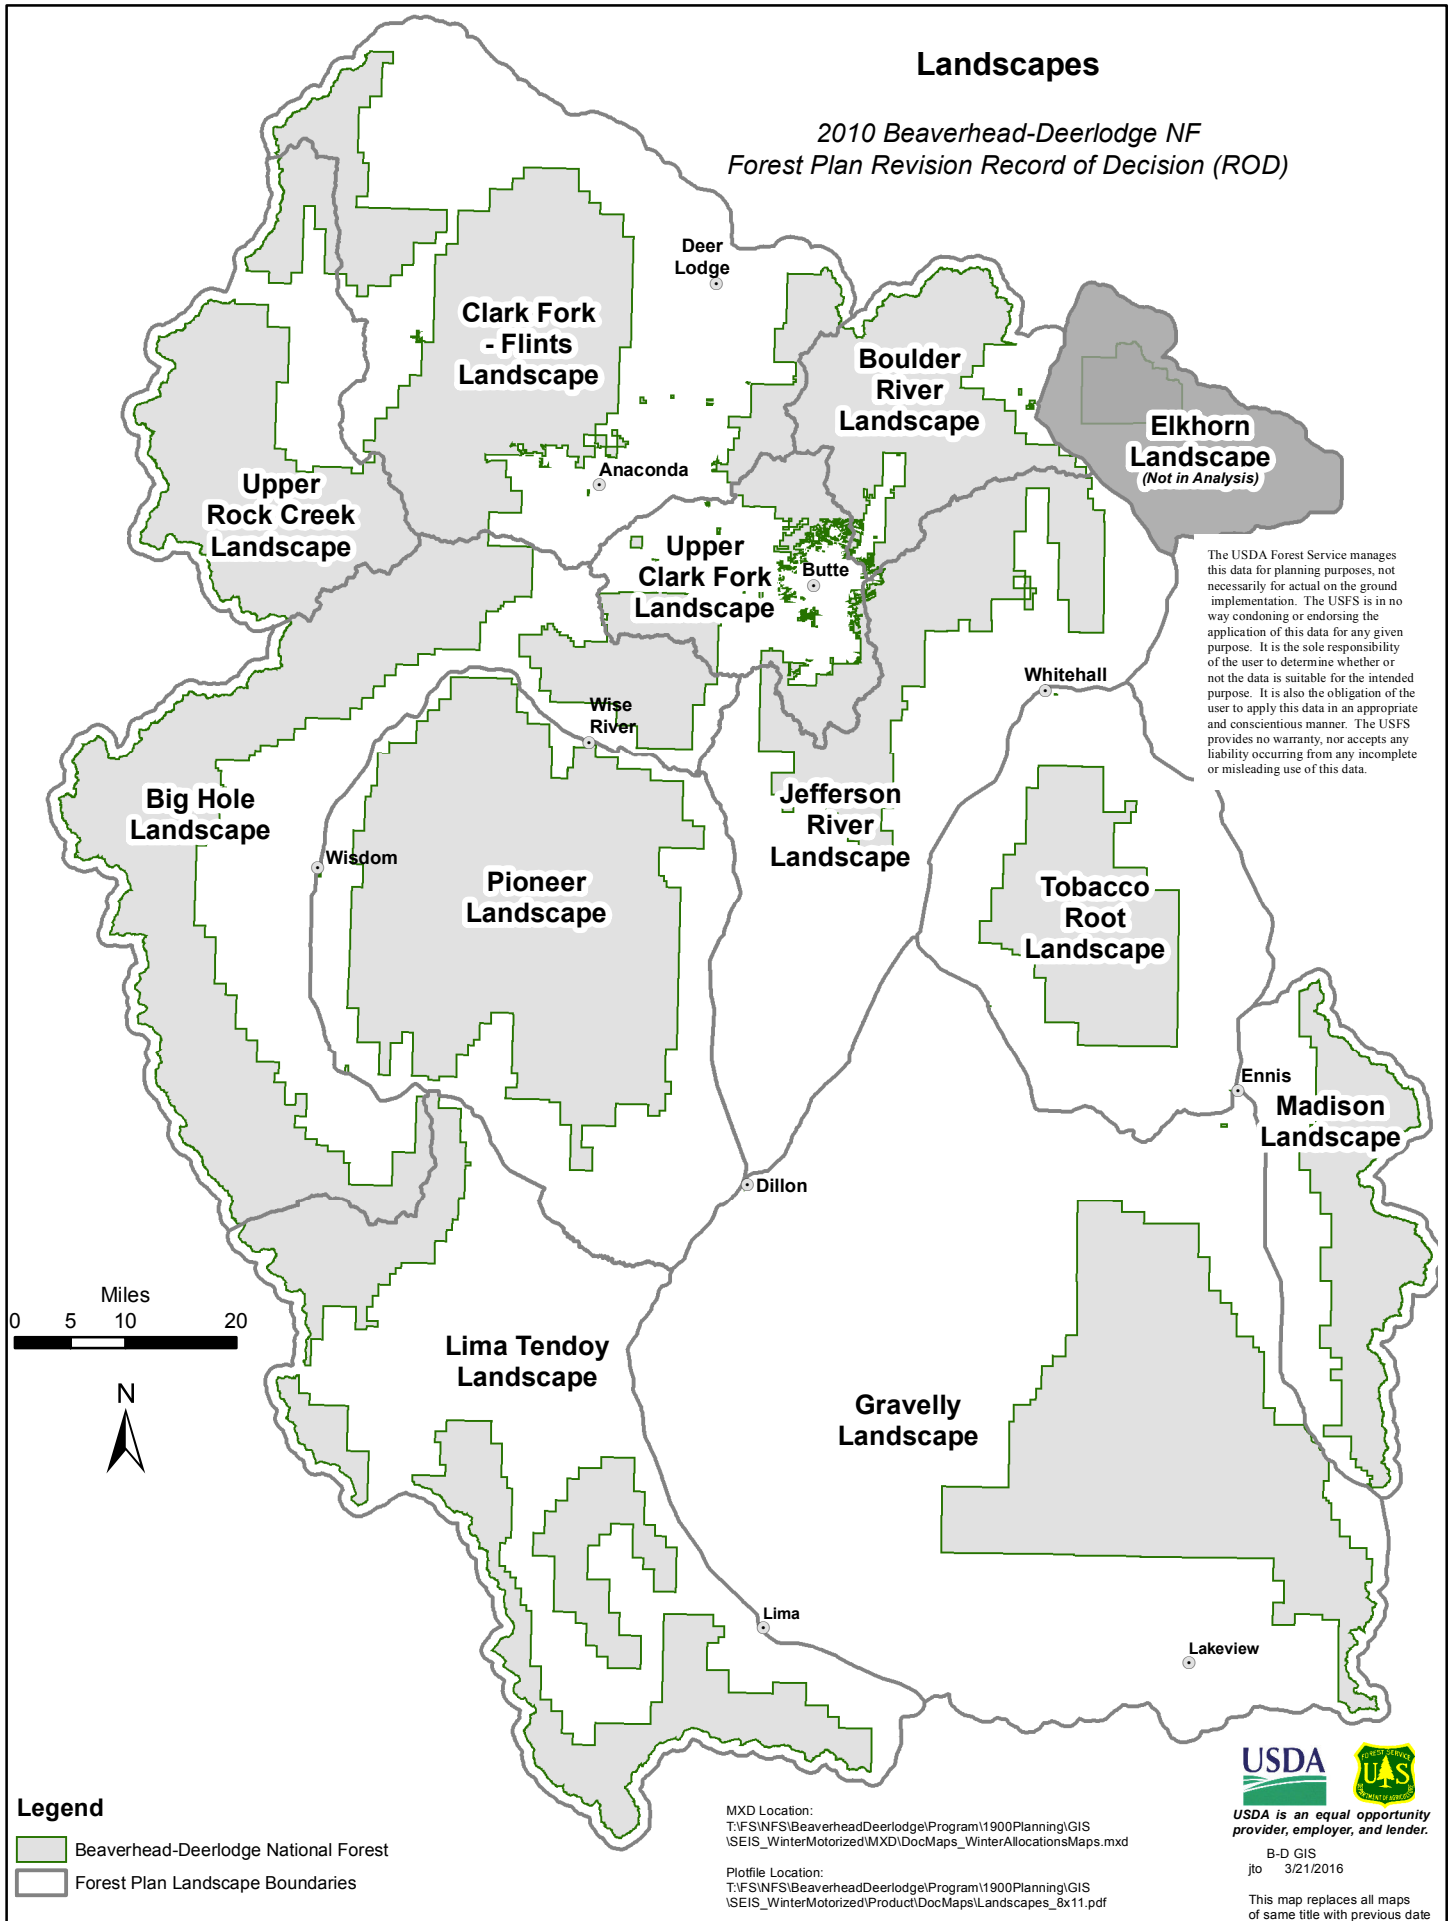 Landscapes
2010 Beaverhead-Deerlodge NF
Forest Plan Revision Record of Decision (ROD)
Deer
Lodge
Clark Fork
- Flints
Landscape
Boulder
River
Landscape
Elkhorn
Landscape
(Not in Analysis)
Anaconda
Upper
Rock Creek
Landscape
Upper
Clark Fork
Landscape
Butte
The USDA Forest Service manages
this data for planning purposes, not
necessarily for actual on the ground
implementation. The USFS is in no
way condoning or endorsing the
application of this data for any given
purpose. It is the sole responsibility
of the user to determine whether or
not the data is suitable for the intended
purpose. It is also the obligation of the
user to apply this data in an appropriate
and conscientious manner. The USFS
provides no warranty, nor accepts any
liability occurring from any incomplete
or misleading use of this data.
Whitehall
Wise
River
Big Hole
Landscape
Jefferson
River
Landscape
Wisdom
Pioneer
Landscape
Tobacco
Root
Landscape
Ennis
Madison
Landscape
Dillon
Miles
0 5 10 20
N
Lima Tendoy
Landscape
Gravelly
Landscape
Lima
Lakeview
Legend
Beaverhead-Deerlodge National Forest
Forest Plan Landscape Boundaries
MXD Location:
T:\FS\NFS\BeaverheadDeerlodge\Program\1900Planning\GIS
\SEIS_WinterMotorized\MXD\DocMaps_WinterAllocationsMaps.mxd
Plotfile Location:
T:\FS\NFS\BeaverheadDeerlodge\Program\1900Planning\GIS
\SEIS_WinterMotorized\Product\DocMaps\Landscapes_8x11.pdf
USDA
FOREST SERVICE
U S
DEPARTMENT OF AGRICULTURE
USDA is an equal opportunity
provider, employer, and lender.
B-D GIS
jto 3/21/2016
This map replaces all maps
of same title with previous date